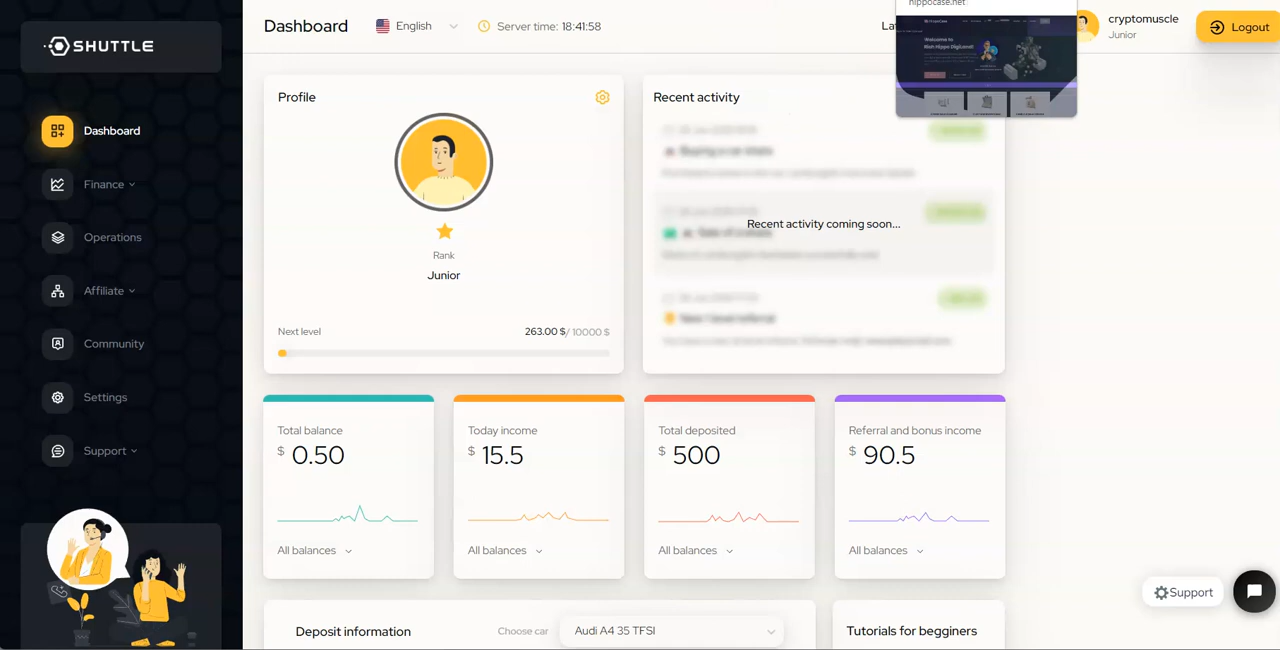 hippocase.net
SHUTTLE
Dashboard
English
Server time: 18:41:58
cryptomuscle
Junior
Logout
Dashboard
Finance
Operations
Affiliate
Community
Settings
Support
Profile
Rank
Junior
Next level
263.00 $/ 10000 $
Recent activity
Recent activity coming soon...
Total balance
$ 0.50
All balances
Today income
$ 15.5
All balances
Total deposited
$ 500
All balances
Referral and bonus income
$ 90.5
All balances
Support
Deposit information
Choose car
Audi A4 35 TFSI
Tutorials for begginers